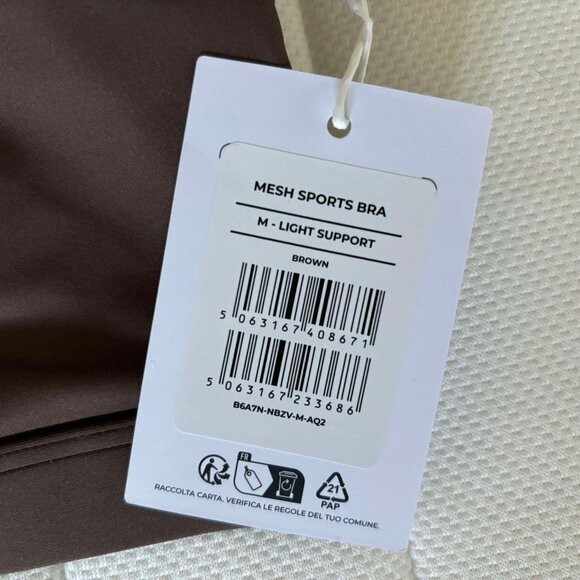 MESH SPORTS BRA
M - LIGHT SUPPORT
BROWN
5 063167 408671
5 063167 233686
B6A7N-NBZV-M-AQ2
FR
21
PAP
RACCOLTA CARTA. VERIFICA LE REGOLE DEL TUO COMUNE.